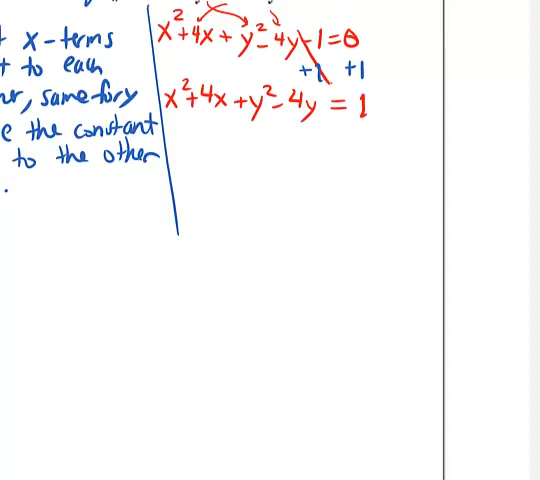 x-terms
to each
same for y
the constant
to the other
x² + 4x + y² - 4y - 1 = 0
+1 +1
x² + 4x + y² - 4y = 1